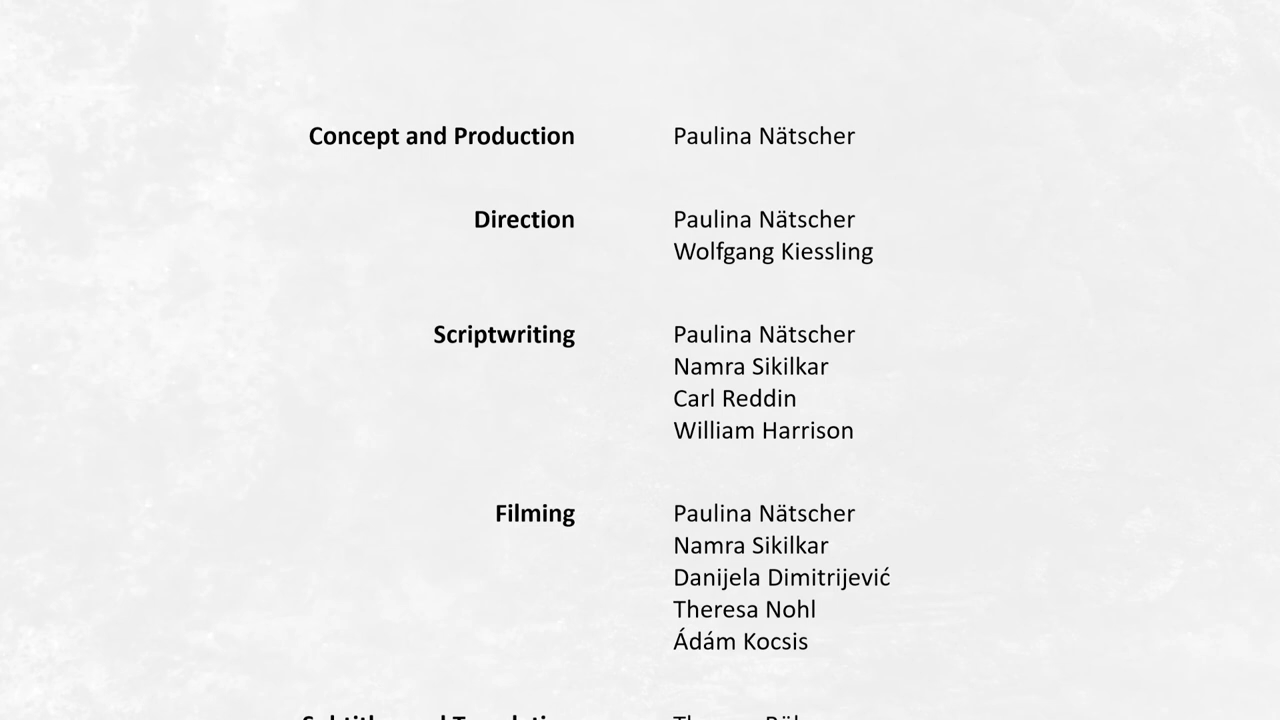 Concept and Production Paulina Nätscher
Direction Paulina Nätscher
Wolfgang Kiessling
Scriptwriting Paulina Nätscher
Namra Sikilkar
Carl Reddin
William Harrison
Filming Paulina Nätscher
Namra Sikilkar
Danijela Dimitrijević
Theresa Nohl
Ádám Kocsis